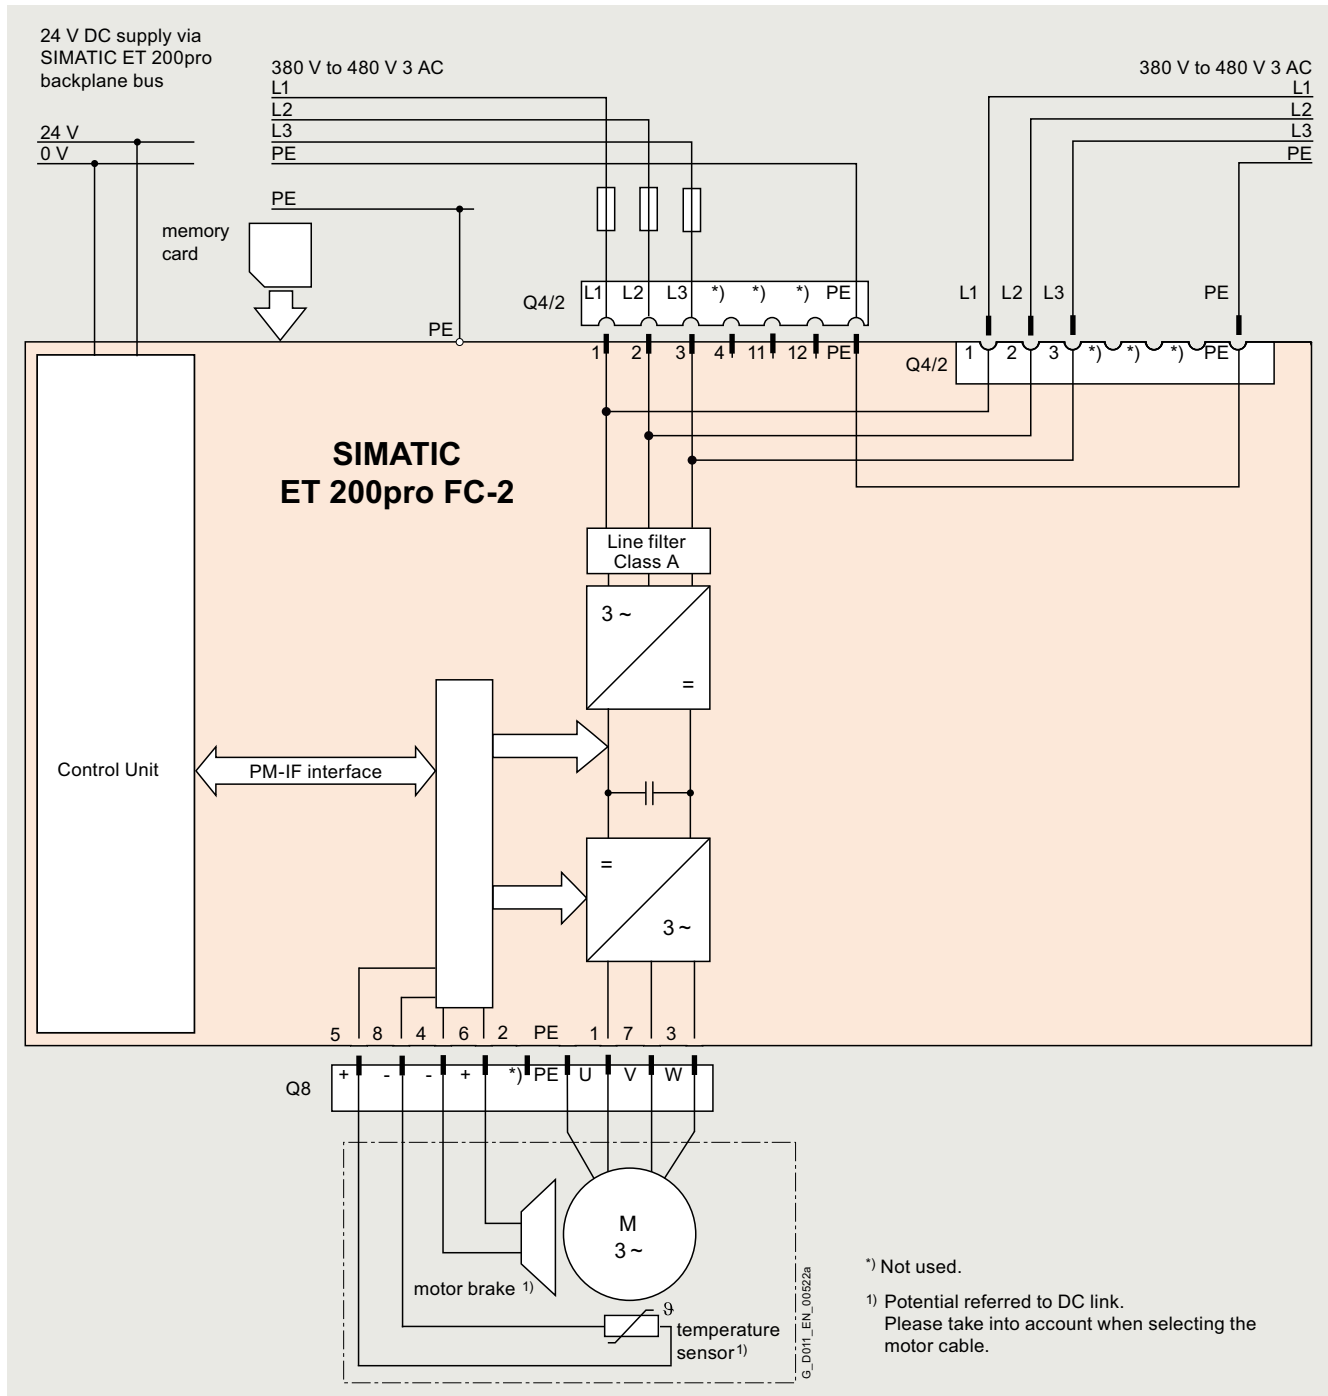 24 V DC supply via
SIMATIC ET 200pro
backplane bus
24 V
0 V
380 V to 480 V 3 AC
L1
L2
L3
PE
PE
380 V to 480 V 3 AC
L1
L2
L3
PE
memory
card
Q4/2
L1 L2 L3 *) *) *) PE
L1 L2 L3 PE
PE
1 2 3 4 11 12 PE
Q4/2
1 2 3 *) *) *) PE
SIMATIC
ET 200pro FC-2
Line filter
Class A
3 ~
=
Control Unit
PM-IF interface
=
3 ~
5 8 4 6 2 PE 1 7 3
Q8
+ - - + *) PE U V W
M
3 ~
motor brake 1)
ϑ
temperature
sensor 1)
G_D011_EN_00522a
*) Not used.
1) Potential referred to DC link.
Please take into account when selecting the
motor cable.